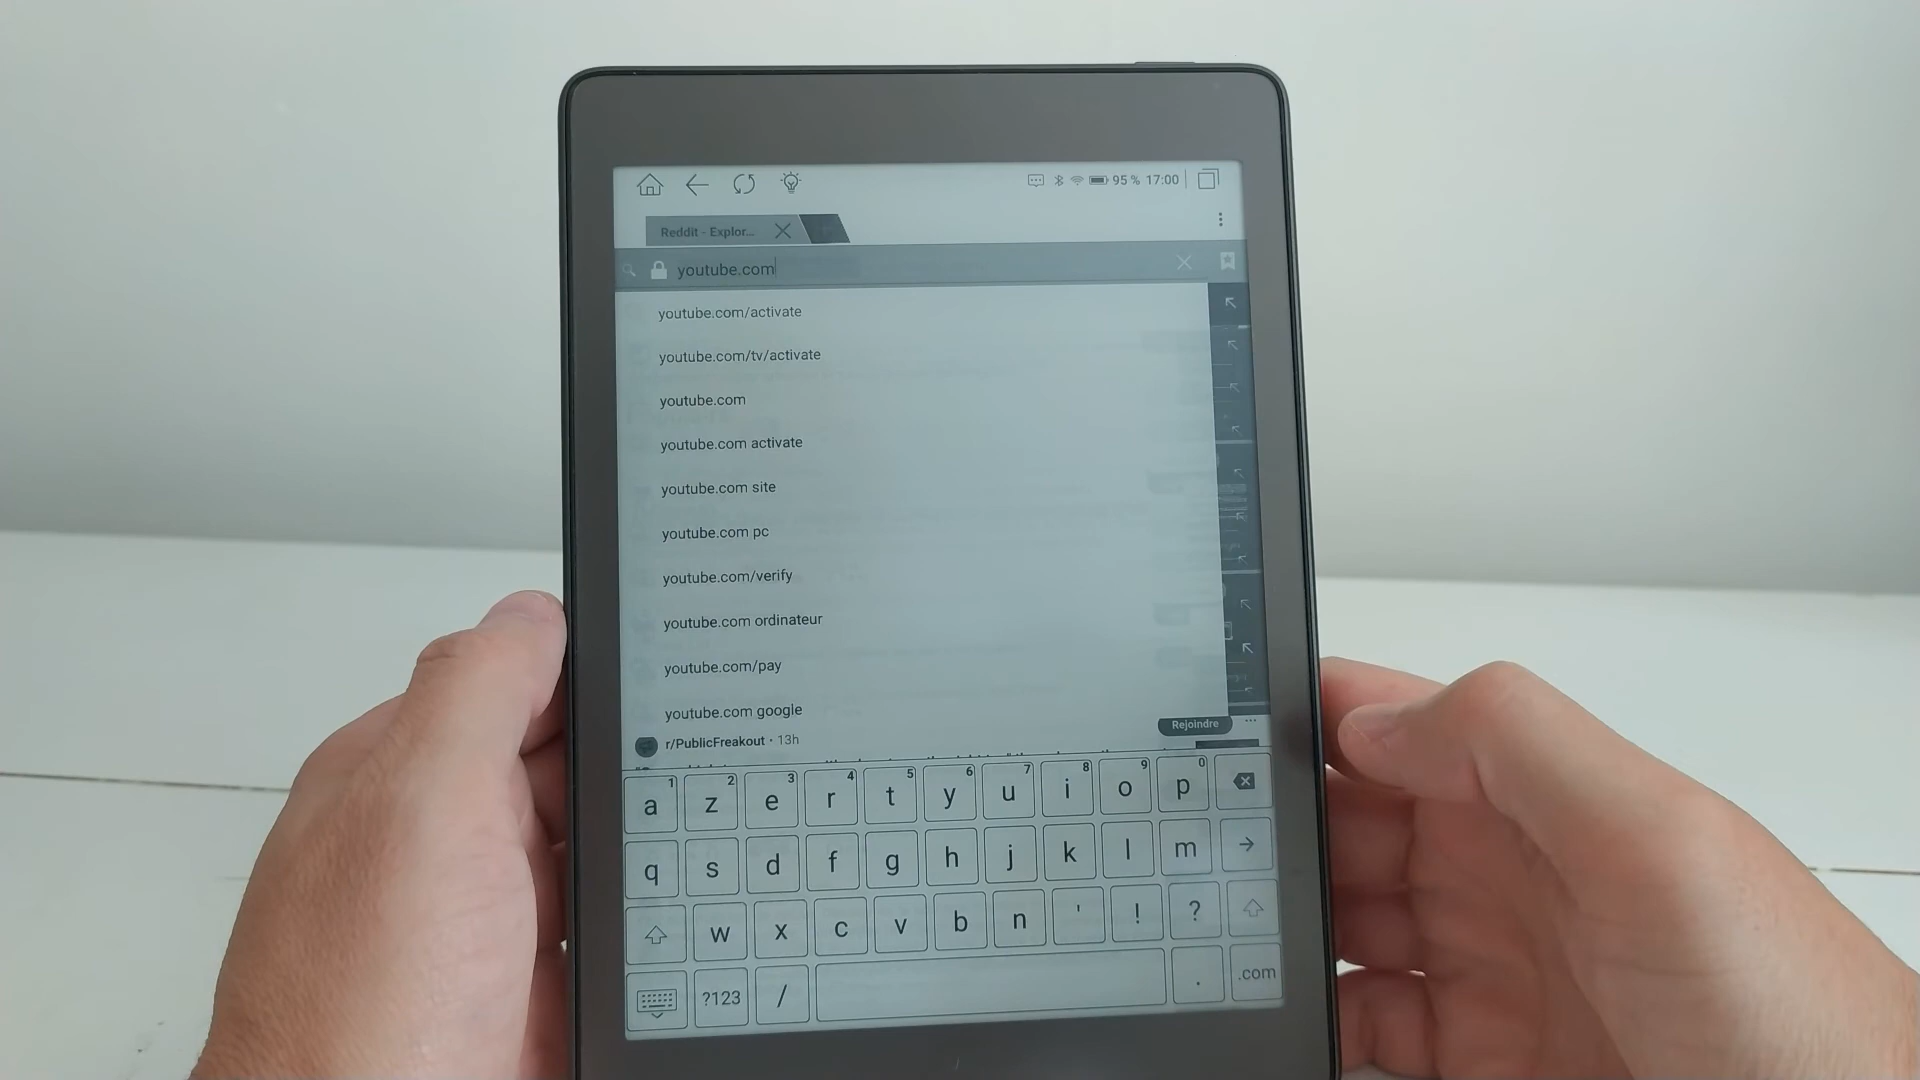 95 % 17:00
Reddit - Explor...
youtube.com
youtube.com/activate
youtube.com/tv/activate
youtube.com
youtube.com activate
youtube.com site
youtube.com pc
youtube.com/verify
youtube.com ordinateur
youtube.com/pay
youtube.com google
Rejoindre
r/PublicFreakout · 13h
1 2 3 4 5 6 7 8 9 0
a z e r t y u i o p
q s d f g h j k l m
w x c v b n ' ! ?
?123 / . .com